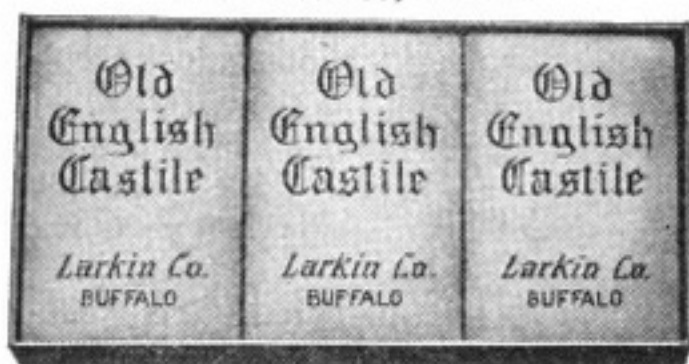 Old
English
Castile
Larkin Co.
BUFFALO
Old
English
Castile
Larkin Co.
BUFFALO
Old
English
Castile
Larkin Co.
BUFFALO